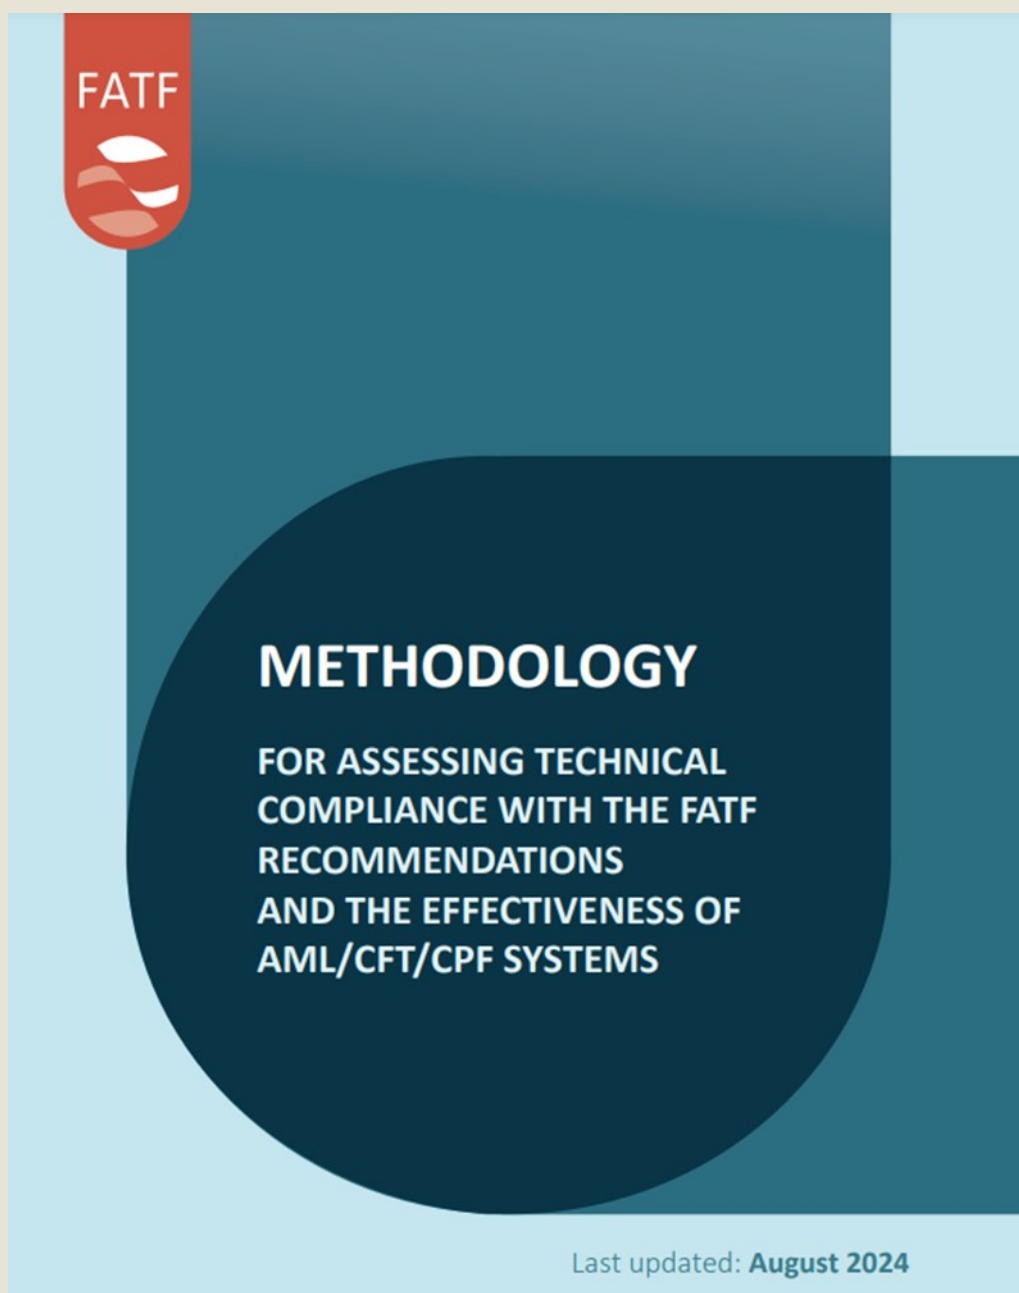 FATF
METHODOLOGY
FOR ASSESSING TECHNICAL
COMPLIANCE WITH THE FATF
RECOMMENDATIONS
AND THE EFFECTIVENESS OF
AML/CFT/CPF SYSTEMS
Last updated: August 2024